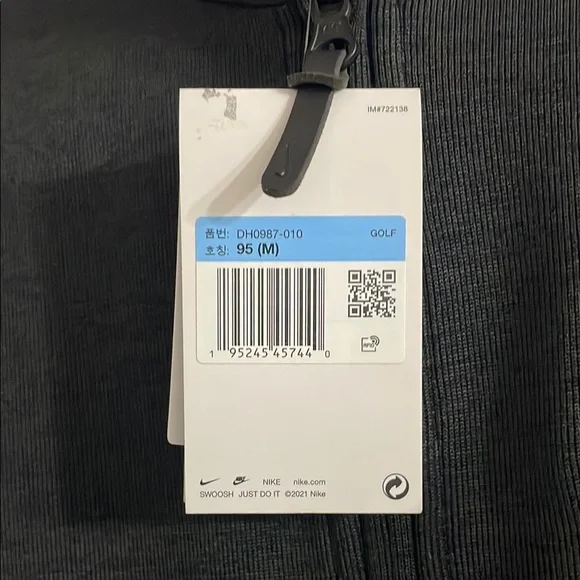 IM#722138
품번: DH0987-010 GOLF
호칭: 95 (M)
1 95245 45744 0
RFID
NIKE nike.com
SWOOSH JUST DO IT ©2021 Nike